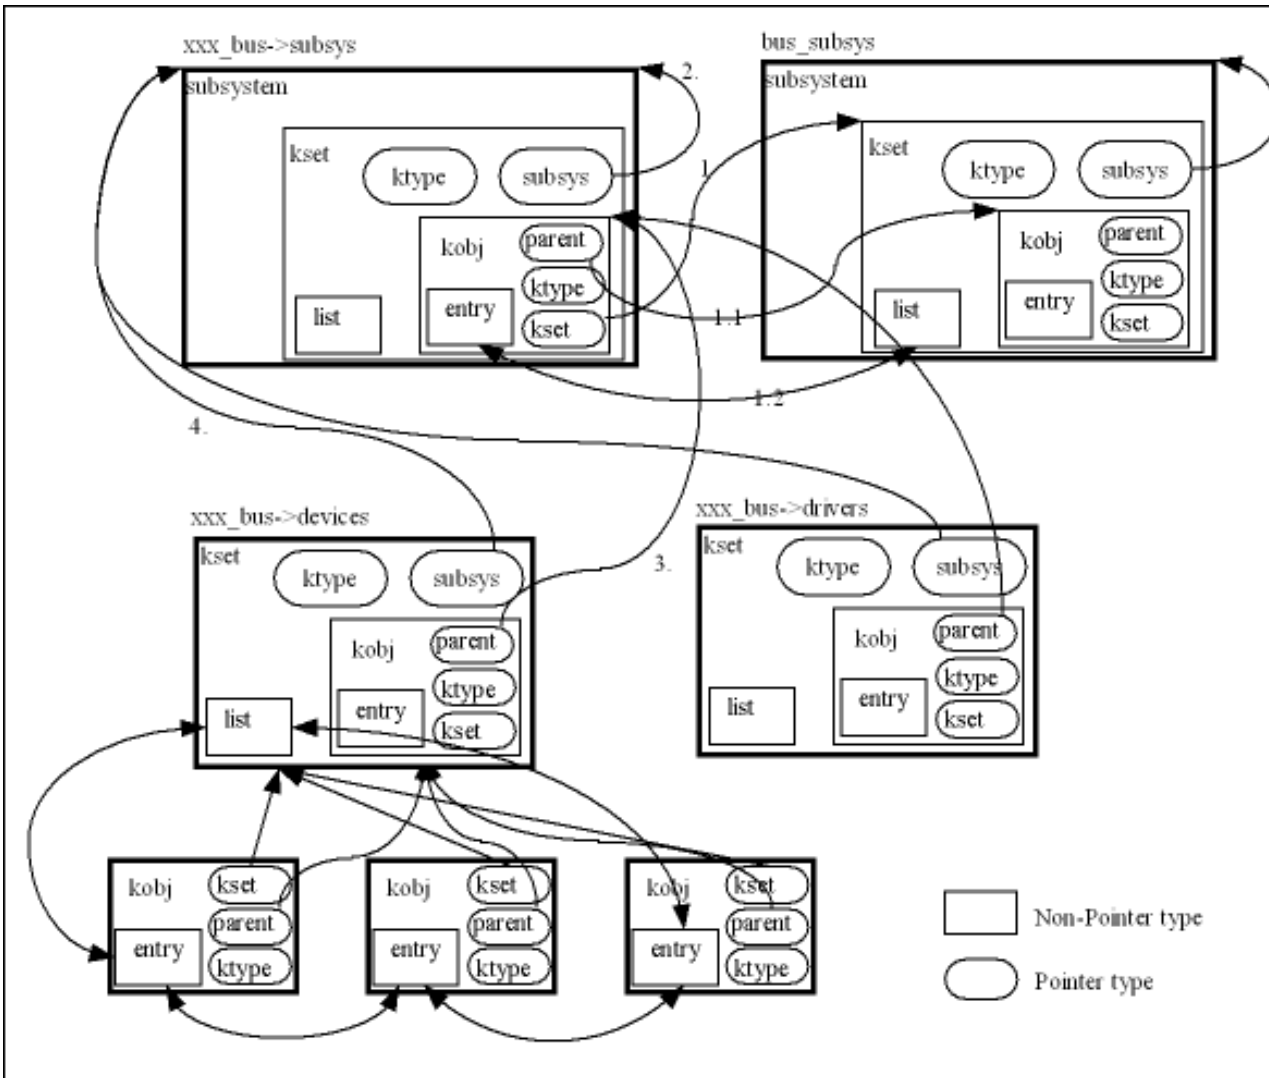 xxx_bus->subsys
bus_subsys
subsystem
2.
subsystem
kset
ktype
subsys
1.
kset
ktype
subsys
kobj
parent
ktype
kset
entry
list
1.1
kobj
parent
ktype
kset
entry
list
1.2
4.
xxx_bus->devices
xxx_bus->drivers
kset
ktype
subsys
3.
kset
ktype
subsys
kobj
parent
ktype
kset
entry
list
kobj
parent
ktype
kset
entry
list
kobj
kset
parent
entry
ktype
kobj
kset
parent
entry
ktype
kobj
kset
parent
entry
ktype
Non-Pointer type
Pointer type